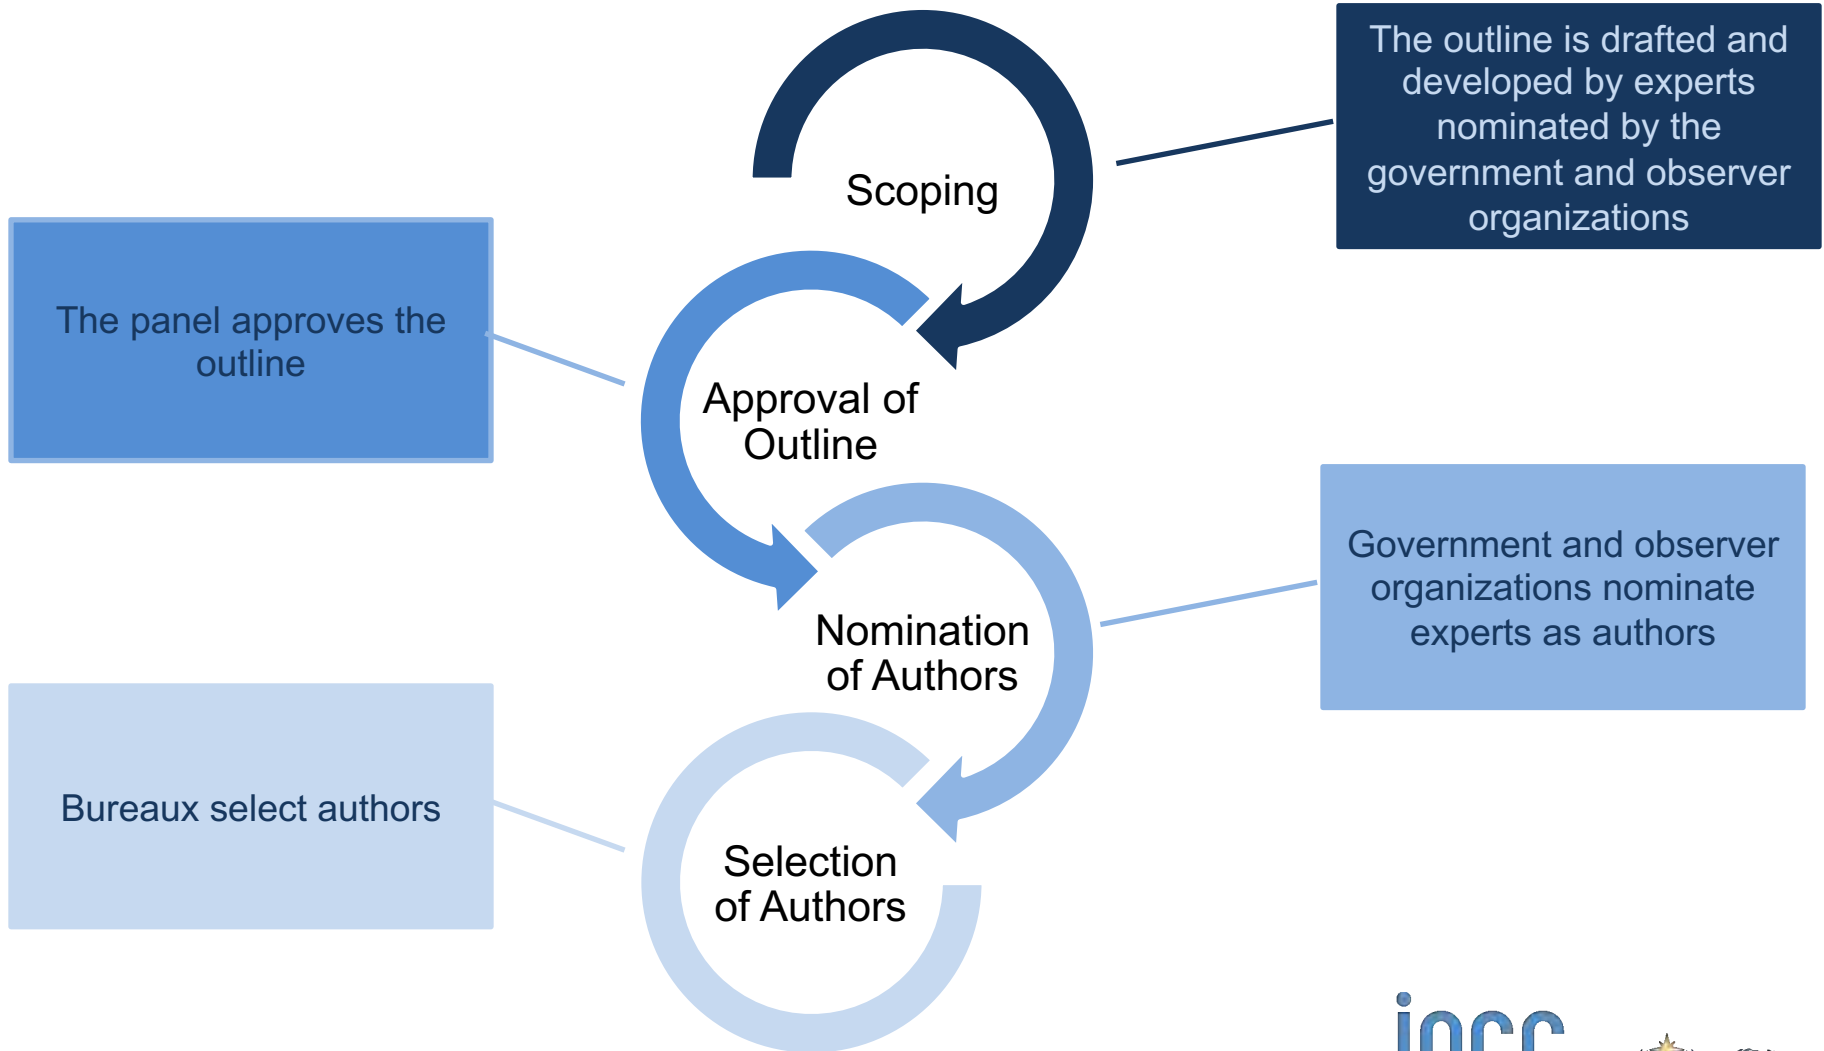 The outline is drafted and
developed by experts
nominated by the
government and observer
organizations
Scoping
The panel approves the
outline
Approval of
Outline
Government and observer
organizations nominate
experts as authors
Nomination
of Authors
Bureaux select authors
Selection
of Authors
ipcc